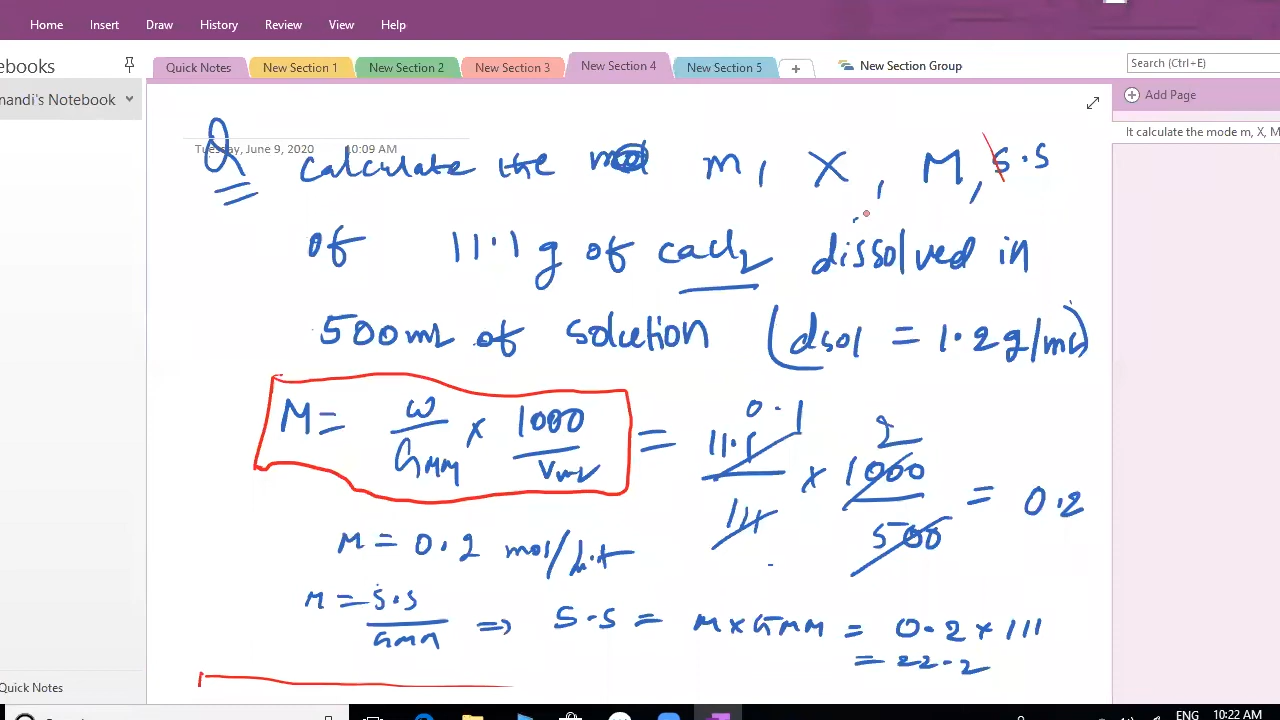 Home Insert Draw History Review View Help
ebooks
Quick Notes New Section 1 New Section 2 New Section 3 New Section 4 New Section 5 + New Section Group
Search (Ctrl+E)
nandi's Notebook
Add Page
It calculate the mode m, X, M
Tuesday, June 9, 2020 10:09 AM
Q calculate the m, X, M, S.S
of 11.1 g of cacl2 dissolved in
500ml of solution (dsol = 1.2 g/ml)
M = w/GMM × 1000/Vml = 11.1/111 × 1000/500 = 0.2
0.1 2
M = 0.2 mol/lit
M = S.S/GMM => S.S = M×GMM = 0.2 × 111
= 22.2
Quick Notes
ENG 10:22 AM